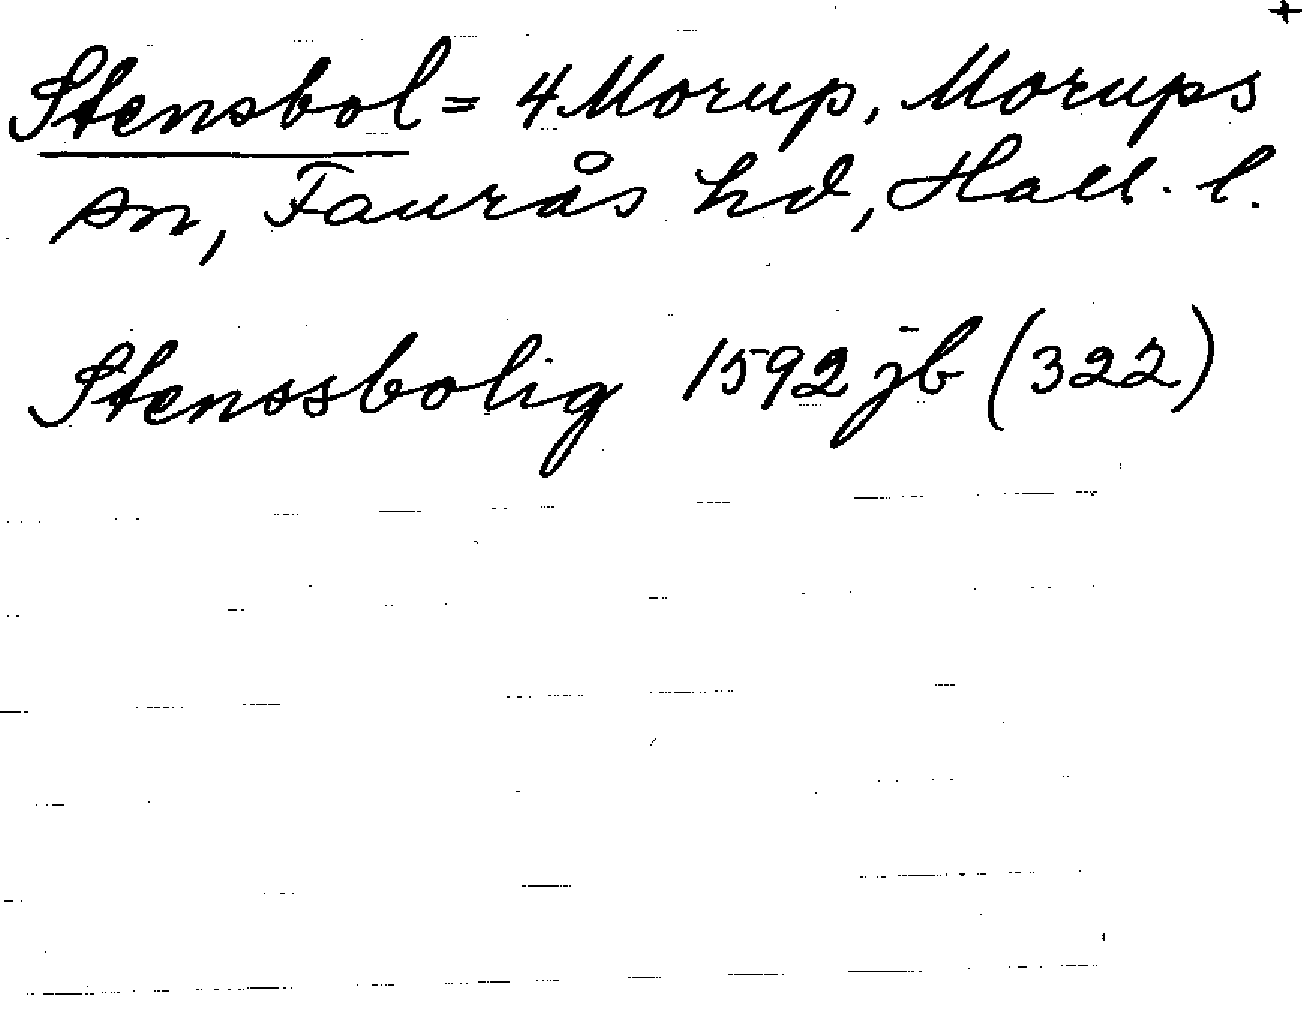 +
Stensbol = 4 Morup, Morups
sn, Faurås hd, Hall. l.
Stenssbolig 1592 jb (322)